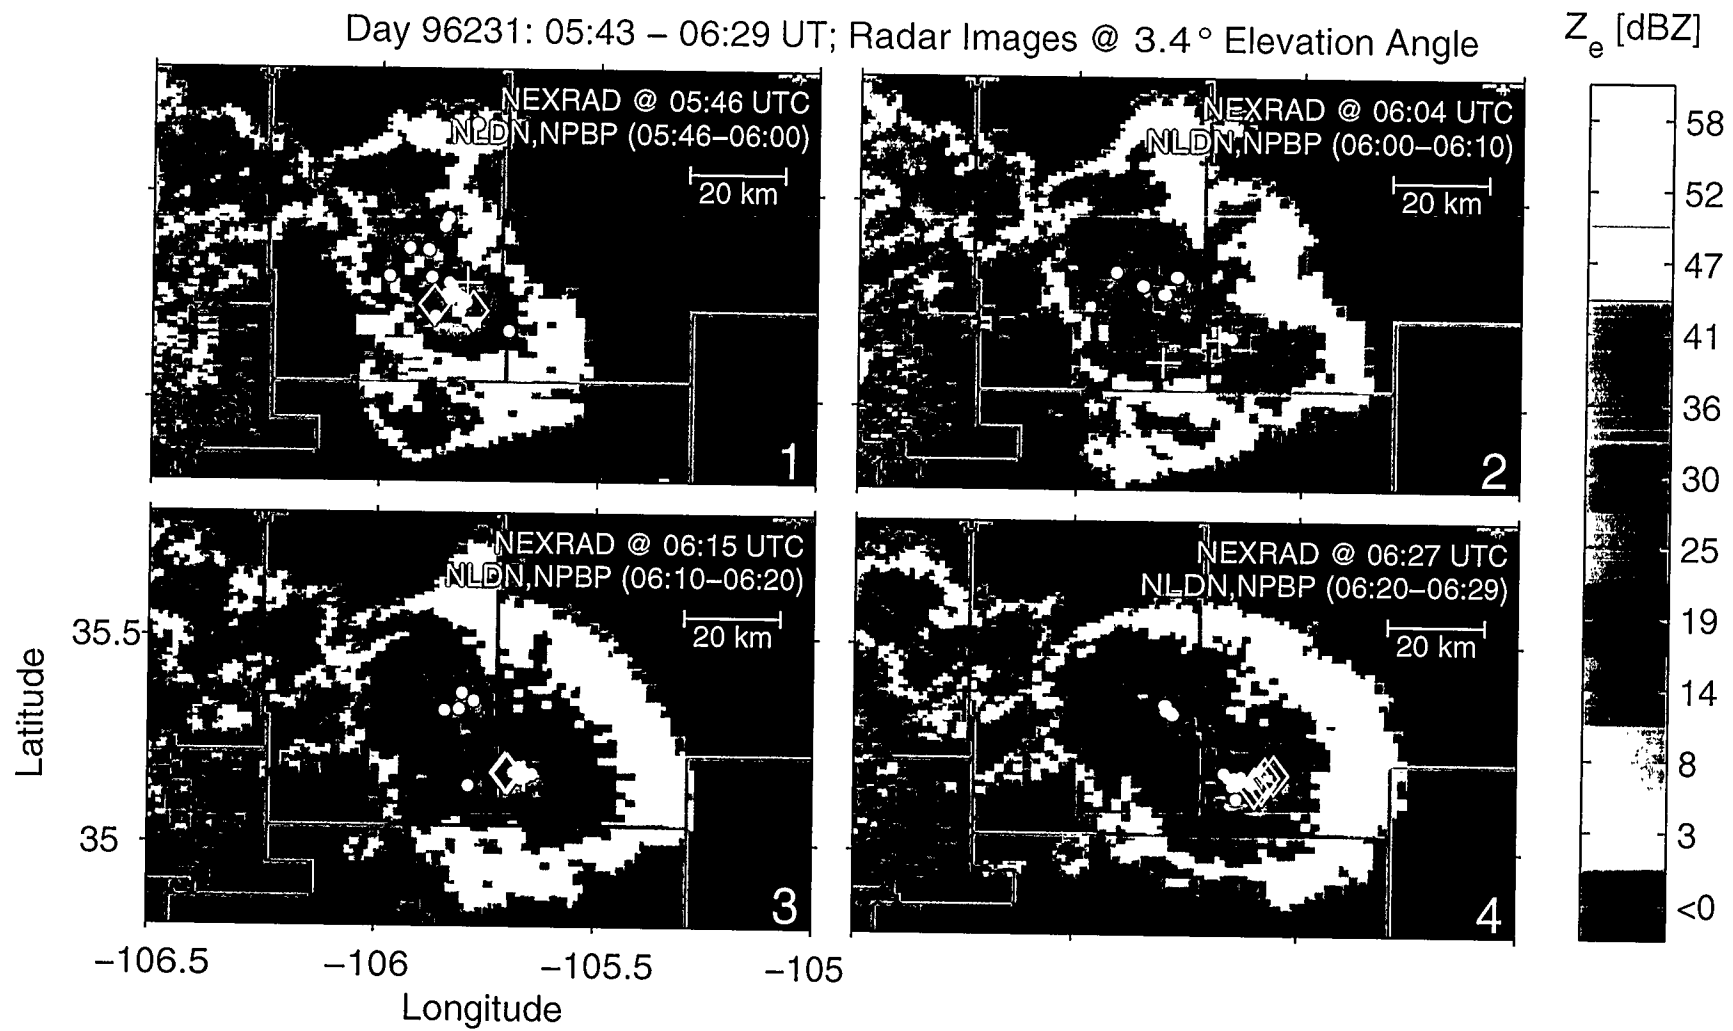 Day 96231: 05:43 – 06:29 UT; Radar Images @ 3.4° Elevation Angle
Ze [dBZ]
NEXRAD @ 05:46 UTC
NLDN,NPBP (05:46–06:00)
20 km
1
NEXRAD @ 06:04 UTC
NLDN,NPBP (06:00–06:10)
20 km
2
NEXRAD @ 06:15 UTC
NLDN,NPBP (06:10–06:20)
20 km
3
NEXRAD @ 06:27 UTC
NLDN,NPBP (06:20–06:29)
20 km
4
35.5
35
Latitude
−106.5
−106
−105.5
−105
Longitude
58
52
47
41
36
30
25
19
14
8
3
<0